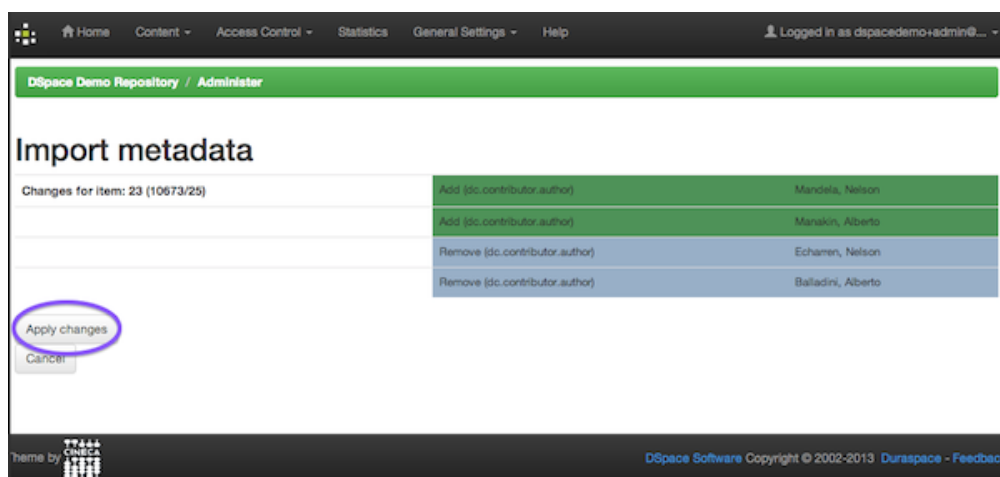 Home Content Access Control Statistics General Settings Help Logged in as dspacedemo+admin@...
DSpace Demo Repository / Administer
Import metadata
Changes for item: 23 (10673/25) Add (dc.contributor.author) Mandela, Nelson
Add (dc.contributor.author) Manakin, Alberto
Remove (dc.contributor.author) Echarren, Nelson
Remove (dc.contributor.author) Balladini, Alberto
Apply changes
Cancel
heme by CINECA DSpace Software Copyright © 2002-2013 Duraspace - Feedbac